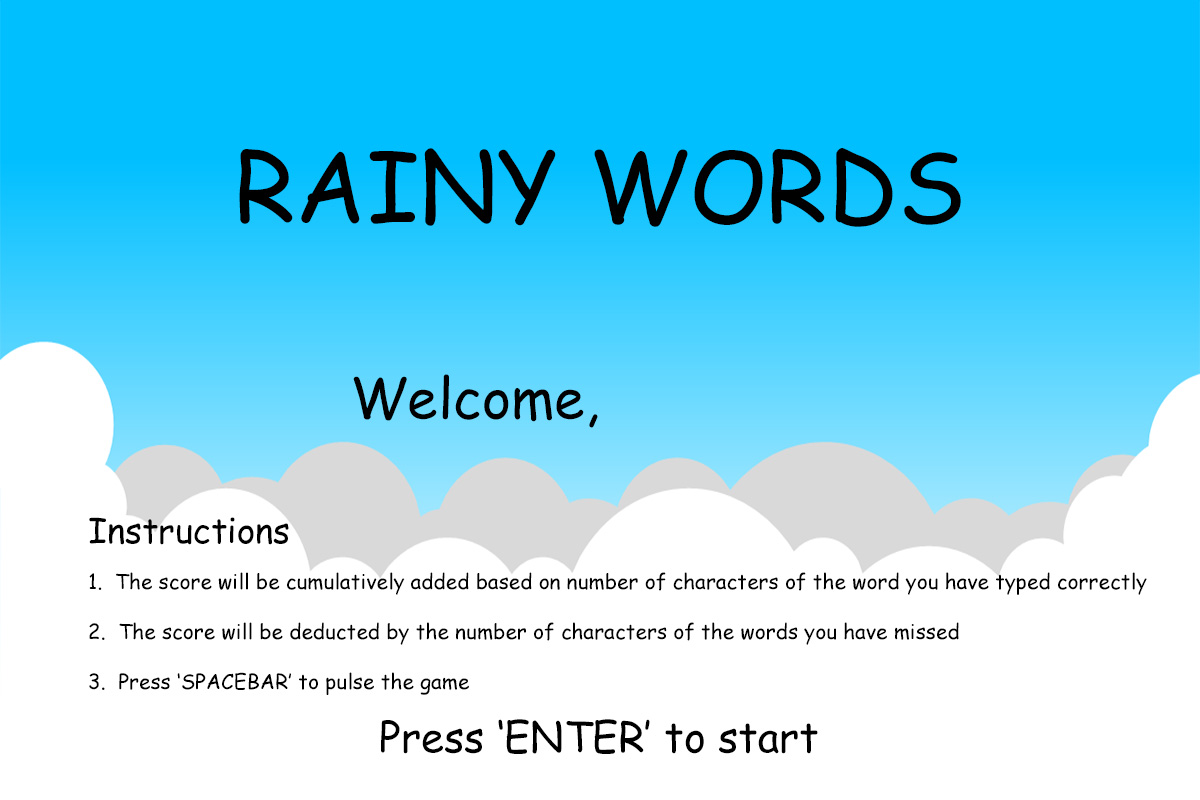 RAINY WORDS
Welcome,
Instructions
1. The score will be cumulatively added based on number of characters of the word you have typed correctly
2. The score will be deducted by the number of characters of the words you have missed
3. Press ‘SPACEBAR’ to pulse the game
Press ‘ENTER’ to start